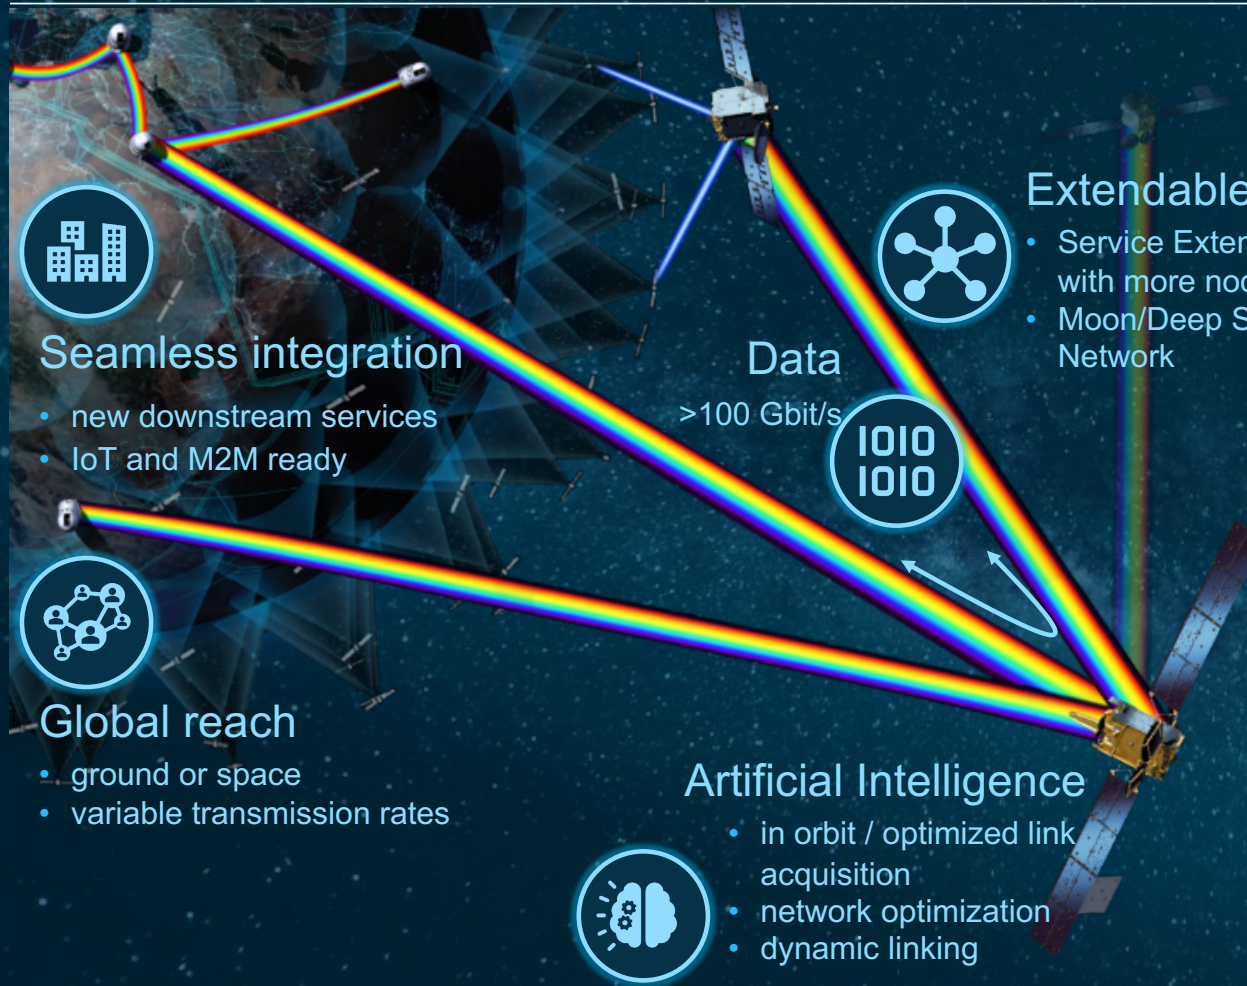 Extendable
• Service Exten
with more nod
• Moon/Deep S
Network
Seamless integration
• new downstream services
• IoT and M2M ready
Data
>100 Gbit/s
1010
1010
Global reach
• ground or space
• variable transmission rates
Artificial Intelligence
• in orbit / optimized link
acquisition
• network optimization
• dynamic linking